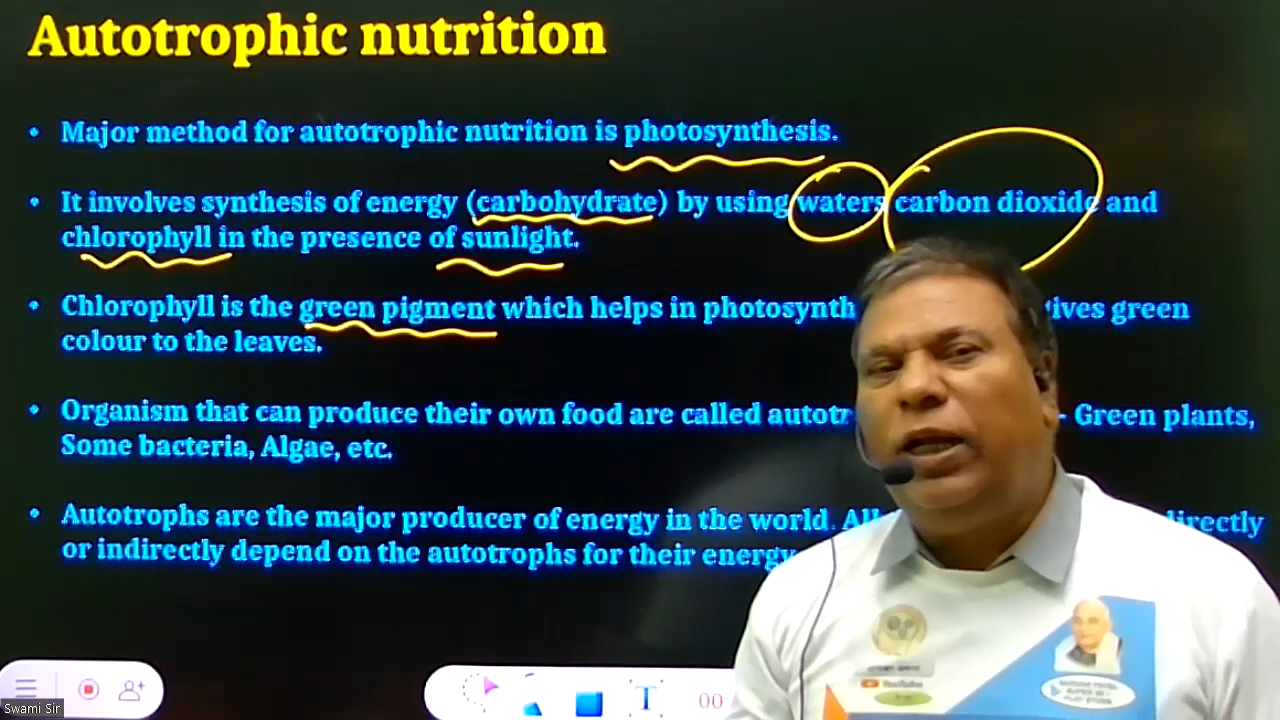 Autotrophic nutrition
• Major method for autotrophic nutrition is photosynthesis.
• It involves synthesis of energy (carbohydrate) by using waters carbon dioxide and
chlorophyll in the presence of sunlight.
• Chlorophyll is the green pigment which helps in photosynth ives green
colour to the leaves.
• Organism that can produce their own food are called autotr - Green plants,
Some bacteria, Algae, etc.
• Autotrophs are the major producer of energy in the world. All directly
or indirectly depend on the autotrophs for their energy
YouTube
T 00
Swami Sir